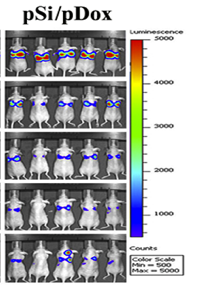 pSi/pDox
Luminescence
5000
4000
3000
2000
1000
Counts
Color Scale
Min = 500
Max = 5000